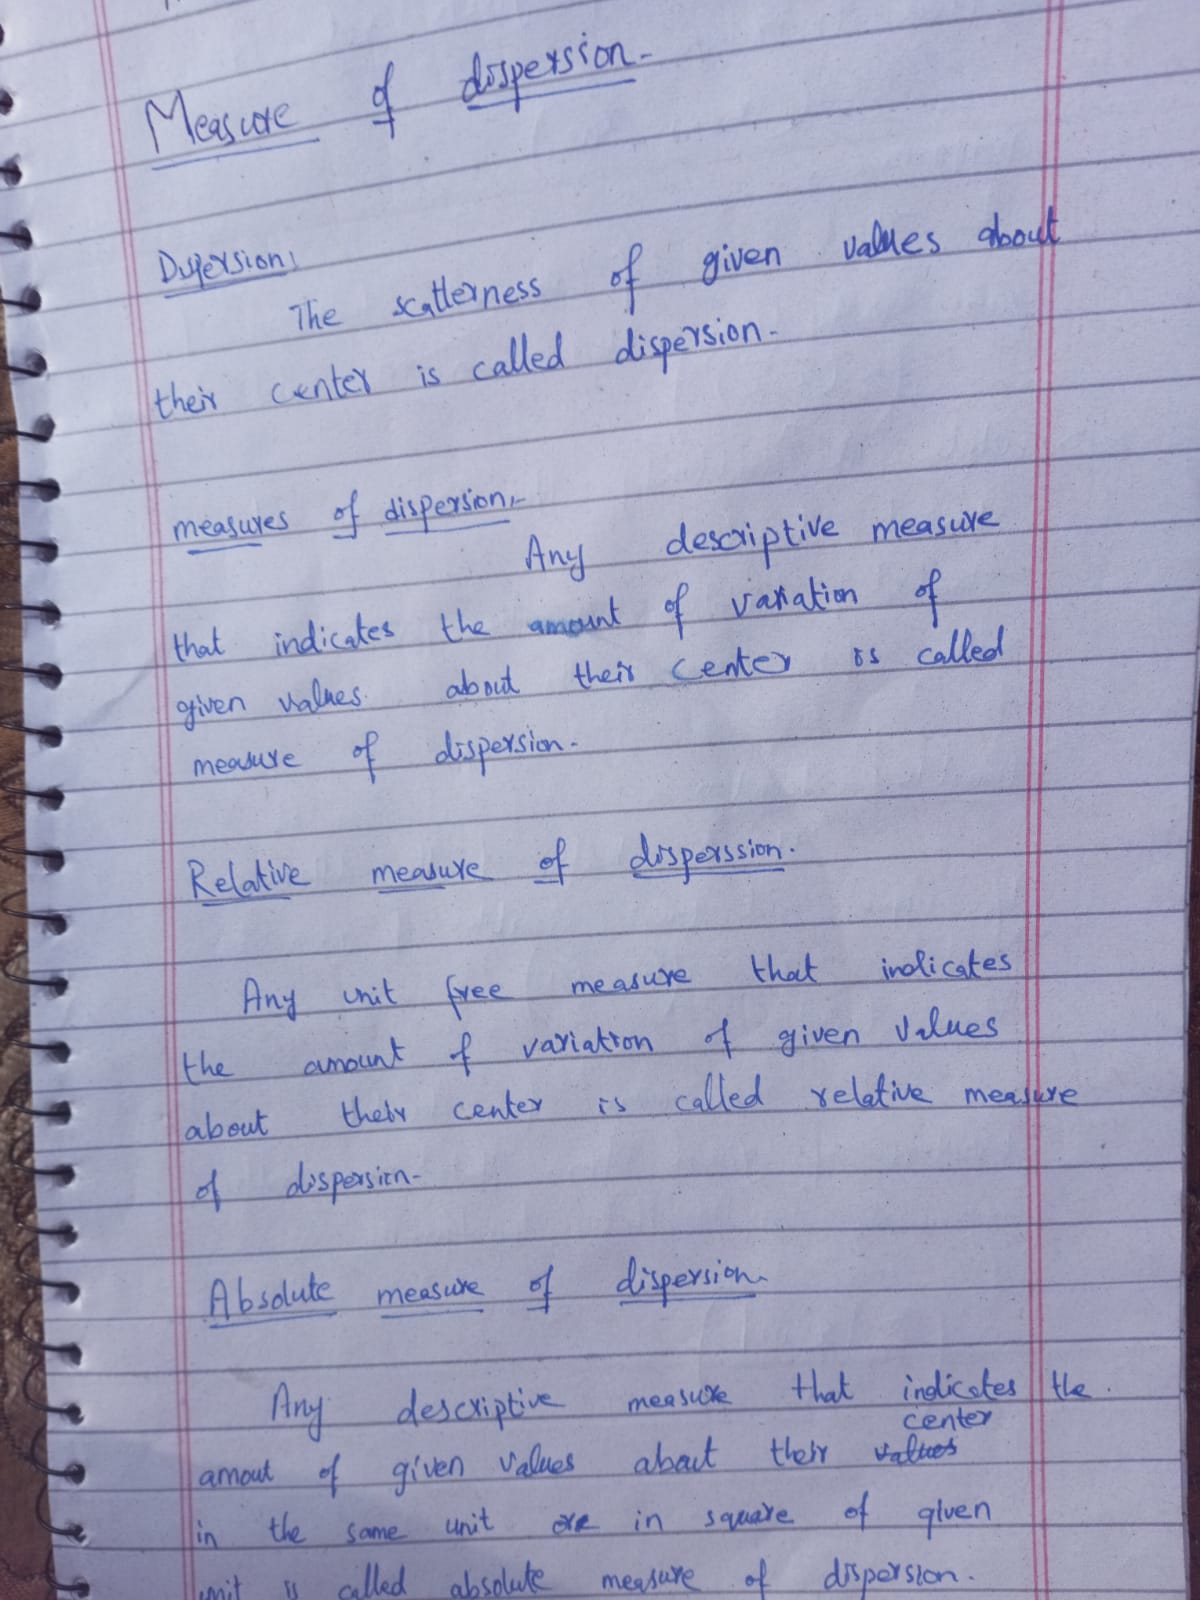 Measure of dispersion-
Dispersion:
The scatterness of given values about
their center is called dispersion-
measures of dispersion,-
Any descriptive measure
that indicates the amount of variation of
given values about their center is called
measure of dispersion-
Relative measure of disperssion.
Any unit free measure that indicates
the amount of variation of given values
about their center is called relative measure
of dispersion-
Absolute measure of dispersion.
Any descriptive measure that indicates the
center
amout of given values about their values
in the same unit or in square of given
unit is called absolute measure of dispersion.